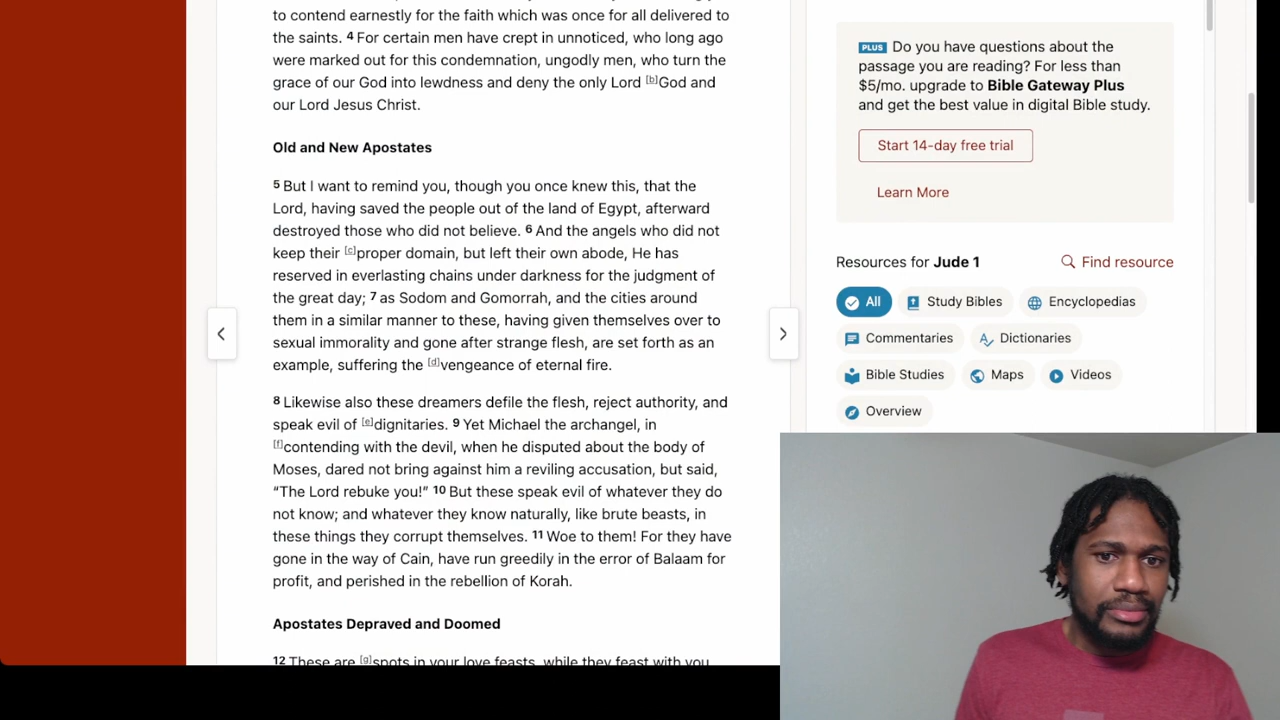 to contend earnestly for the faith which was once for all delivered to
the saints. 4 For certain men have crept in unnoticed, who long ago
were marked out for this condemnation, ungodly men, who turn the
grace of our God into lewdness and deny the only Lord [b]God and
our Lord Jesus Christ.
Old and New Apostates
5 But I want to remind you, though you once knew this, that the
Lord, having saved the people out of the land of Egypt, afterward
destroyed those who did not believe. 6 And the angels who did not
keep their [c]proper domain, but left their own abode, He has
reserved in everlasting chains under darkness for the judgment of
the great day; 7 as Sodom and Gomorrah, and the cities around
them in a similar manner to these, having given themselves over to
sexual immorality and gone after strange flesh, are set forth as an
example, suffering the [d]vengeance of eternal fire.
8 Likewise also these dreamers defile the flesh, reject authority, and
speak evil of [e]dignitaries. 9 Yet Michael the archangel, in
[f]contending with the devil, when he disputed about the body of
Moses, dared not bring against him a reviling accusation, but said,
“The Lord rebuke you!” 10 But these speak evil of whatever they do
not know; and whatever they know naturally, like brute beasts, in
these things they corrupt themselves. 11 Woe to them! For they have
gone in the way of Cain, have run greedily in the error of Balaam for
profit, and perished in the rebellion of Korah.
Apostates Depraved and Doomed
12 These are [g]spots in your love feasts, while they feast with you
PLUS Do you have questions about the
passage you are reading? For less than
$5/mo. upgrade to Bible Gateway Plus
and get the best value in digital Bible study.
Start 14-day free trial
Learn More
Resources for Jude 1 Find resource
All Study Bibles Encyclopedias
Commentaries Dictionaries
Bible Studies Maps Videos
Overview